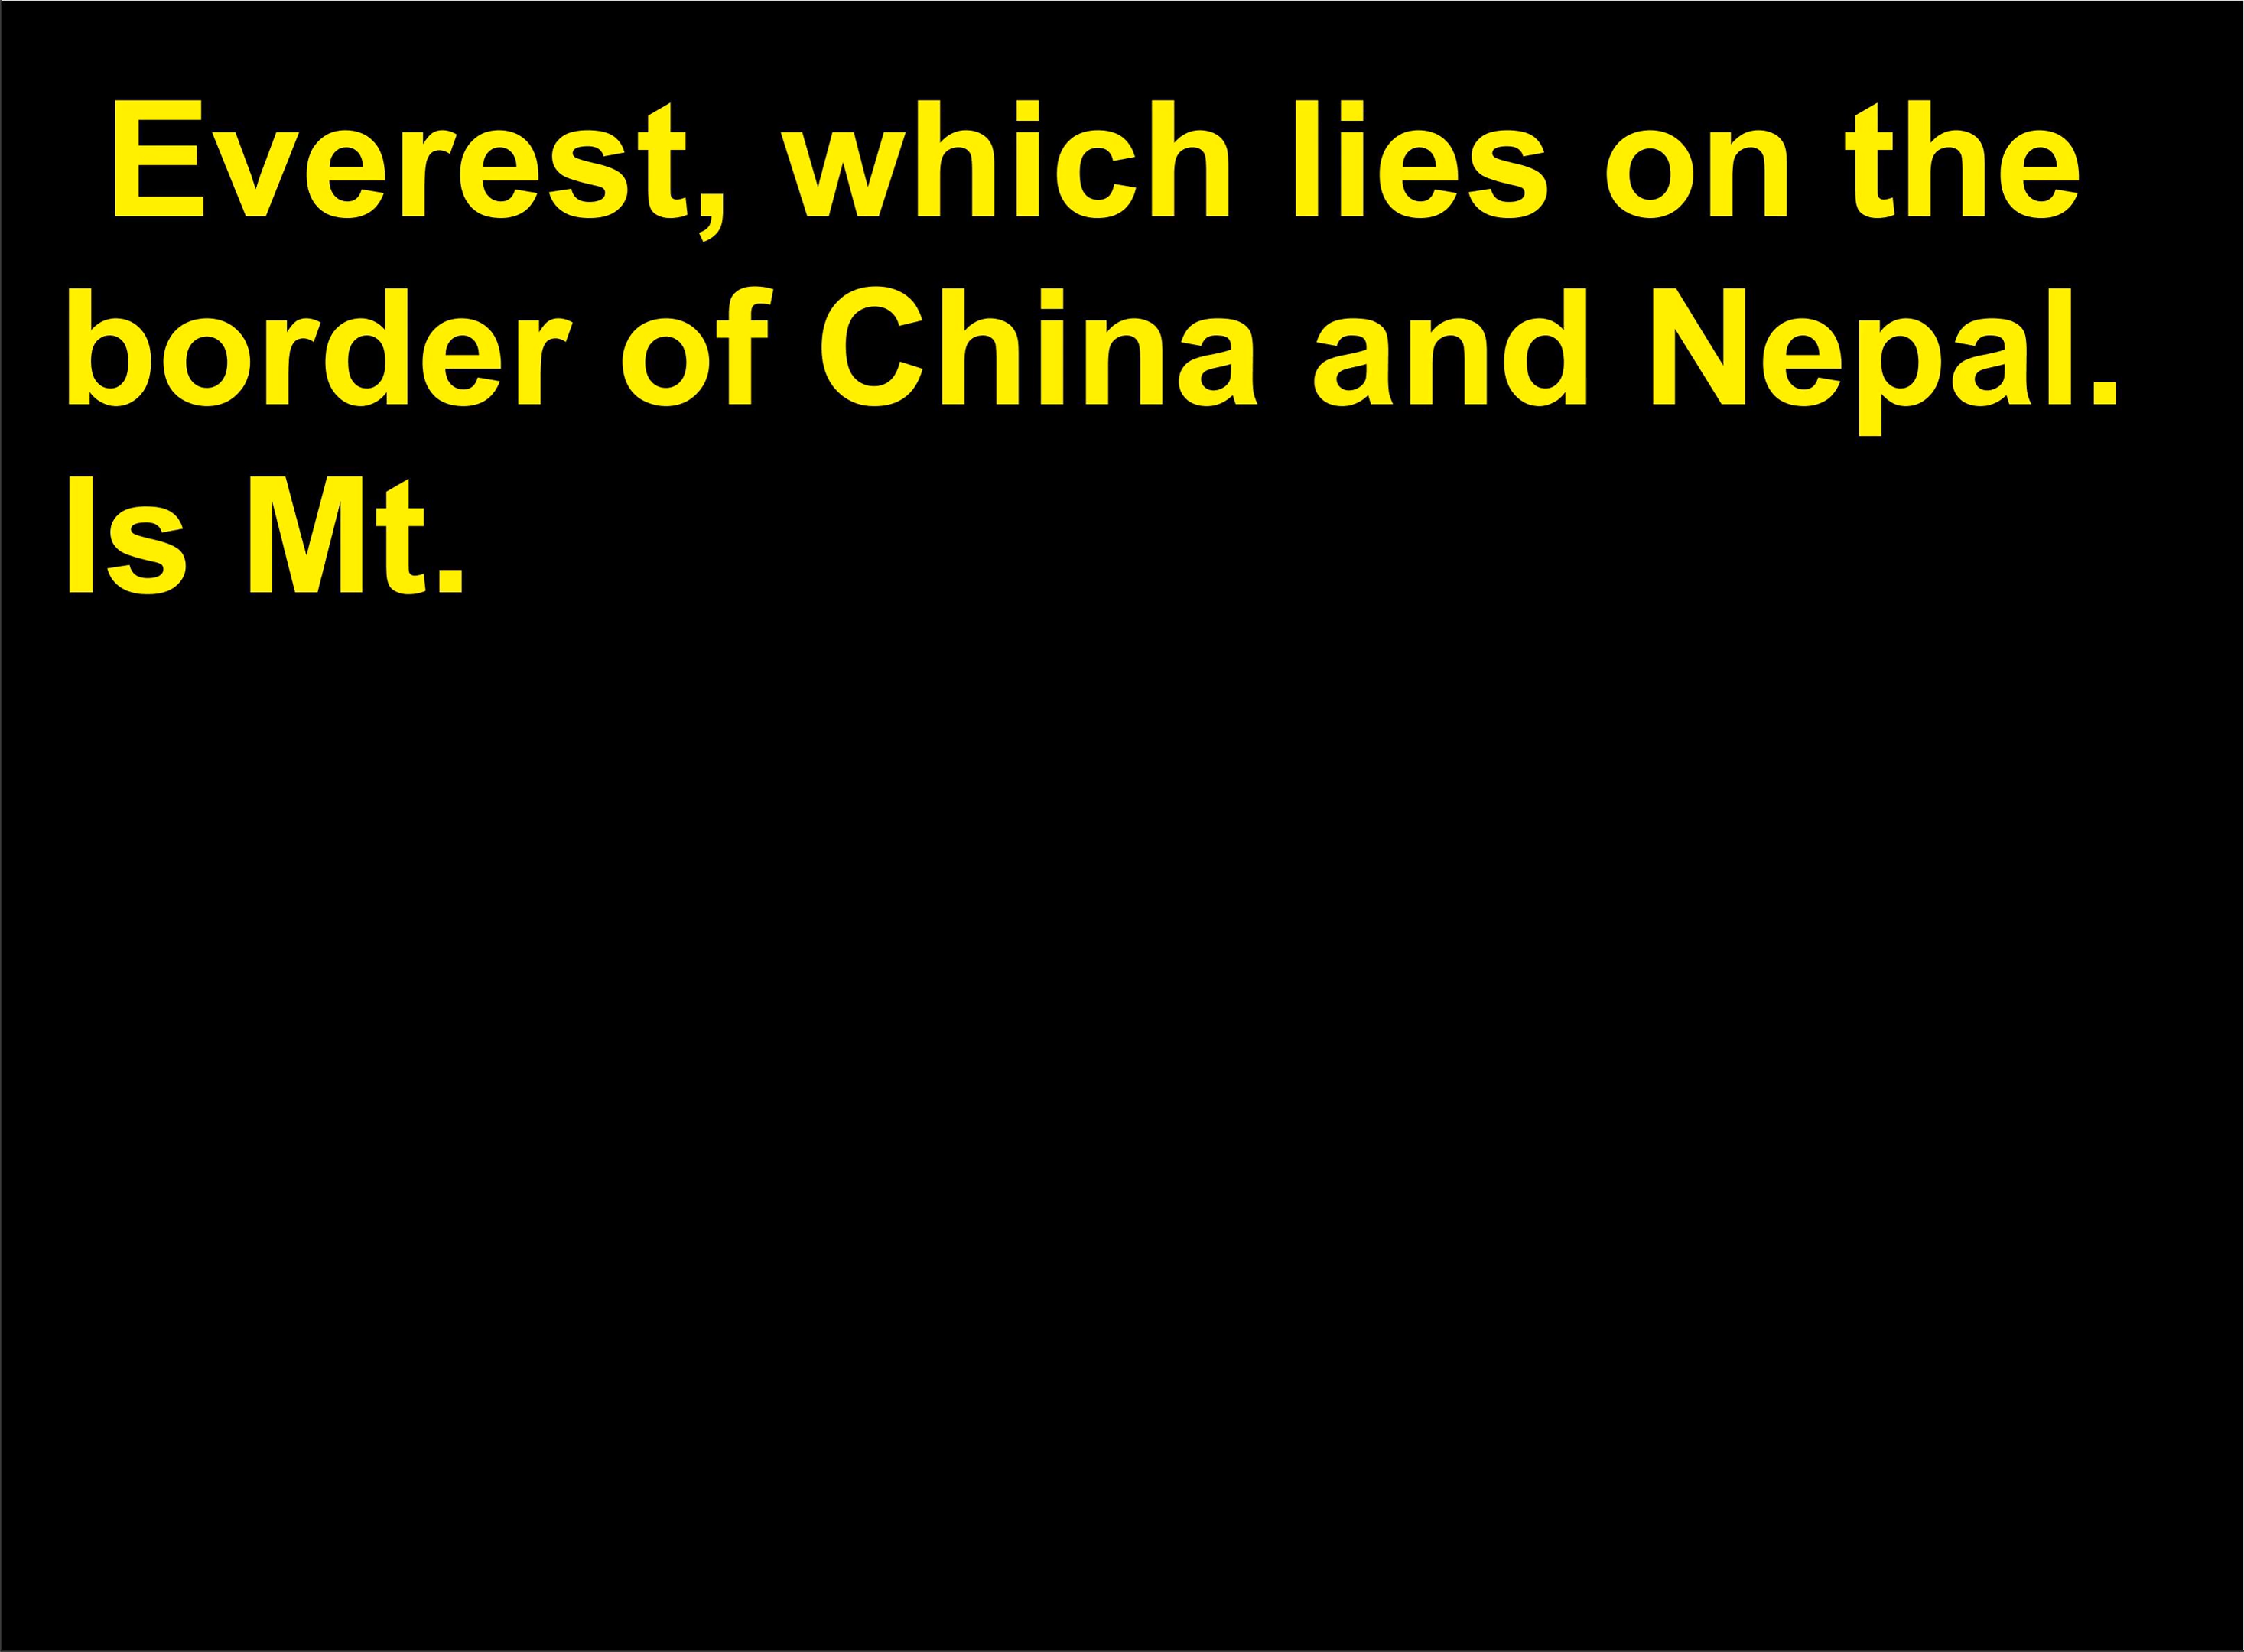 Everest, which lies on the
border of China and Nepal.
Is Mt.